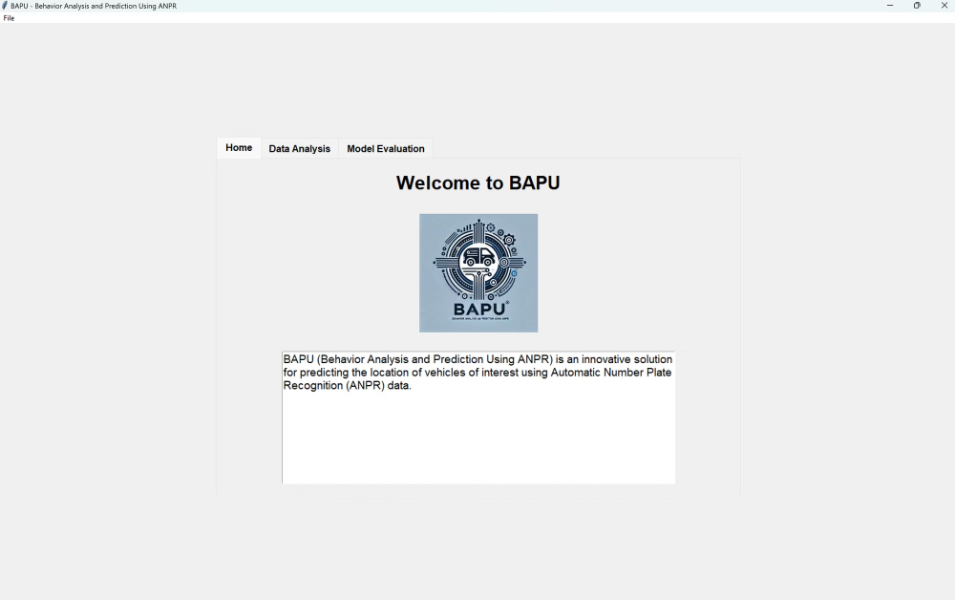 BAPU - Behavior Analysis and Prediction Using ANPR
File
Home Data Analysis Model Evaluation
Welcome to BAPU
BAPU
BAPU (Behavior Analysis and Prediction Using ANPR) is an innovative solution
for predicting the location of vehicles of interest using Automatic Number Plate
Recognition (ANPR) data.